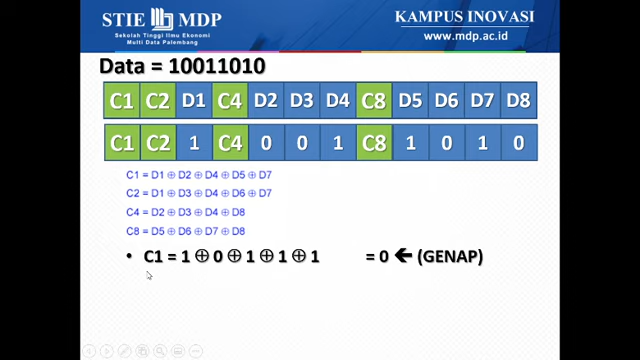 STIE MDP
Sekolah Tinggi Ilmu Ekonomi
Multi Data Palembang
KAMPUS INOVASI
www.mdp.ac.id
Data = 10011010
C1 C2 D1 C4 D2 D3 D4 C8 D5 D6 D7 D8
C1 C2 1 C4 0 0 1 C8 1 0 1 0
C1 = D1 ⊕ D2 ⊕ D4 ⊕ D5 ⊕ D7
C2 = D1 ⊕ D3 ⊕ D4 ⊕ D6 ⊕ D7
C4 = D2 ⊕ D3 ⊕ D4 ⊕ D8
C8 = D5 ⊕ D6 ⊕ D7 ⊕ D8
• C1 = 1 ⊕ 0 ⊕ 1 ⊕ 1 ⊕ 1 = 0 ← (GENAP)